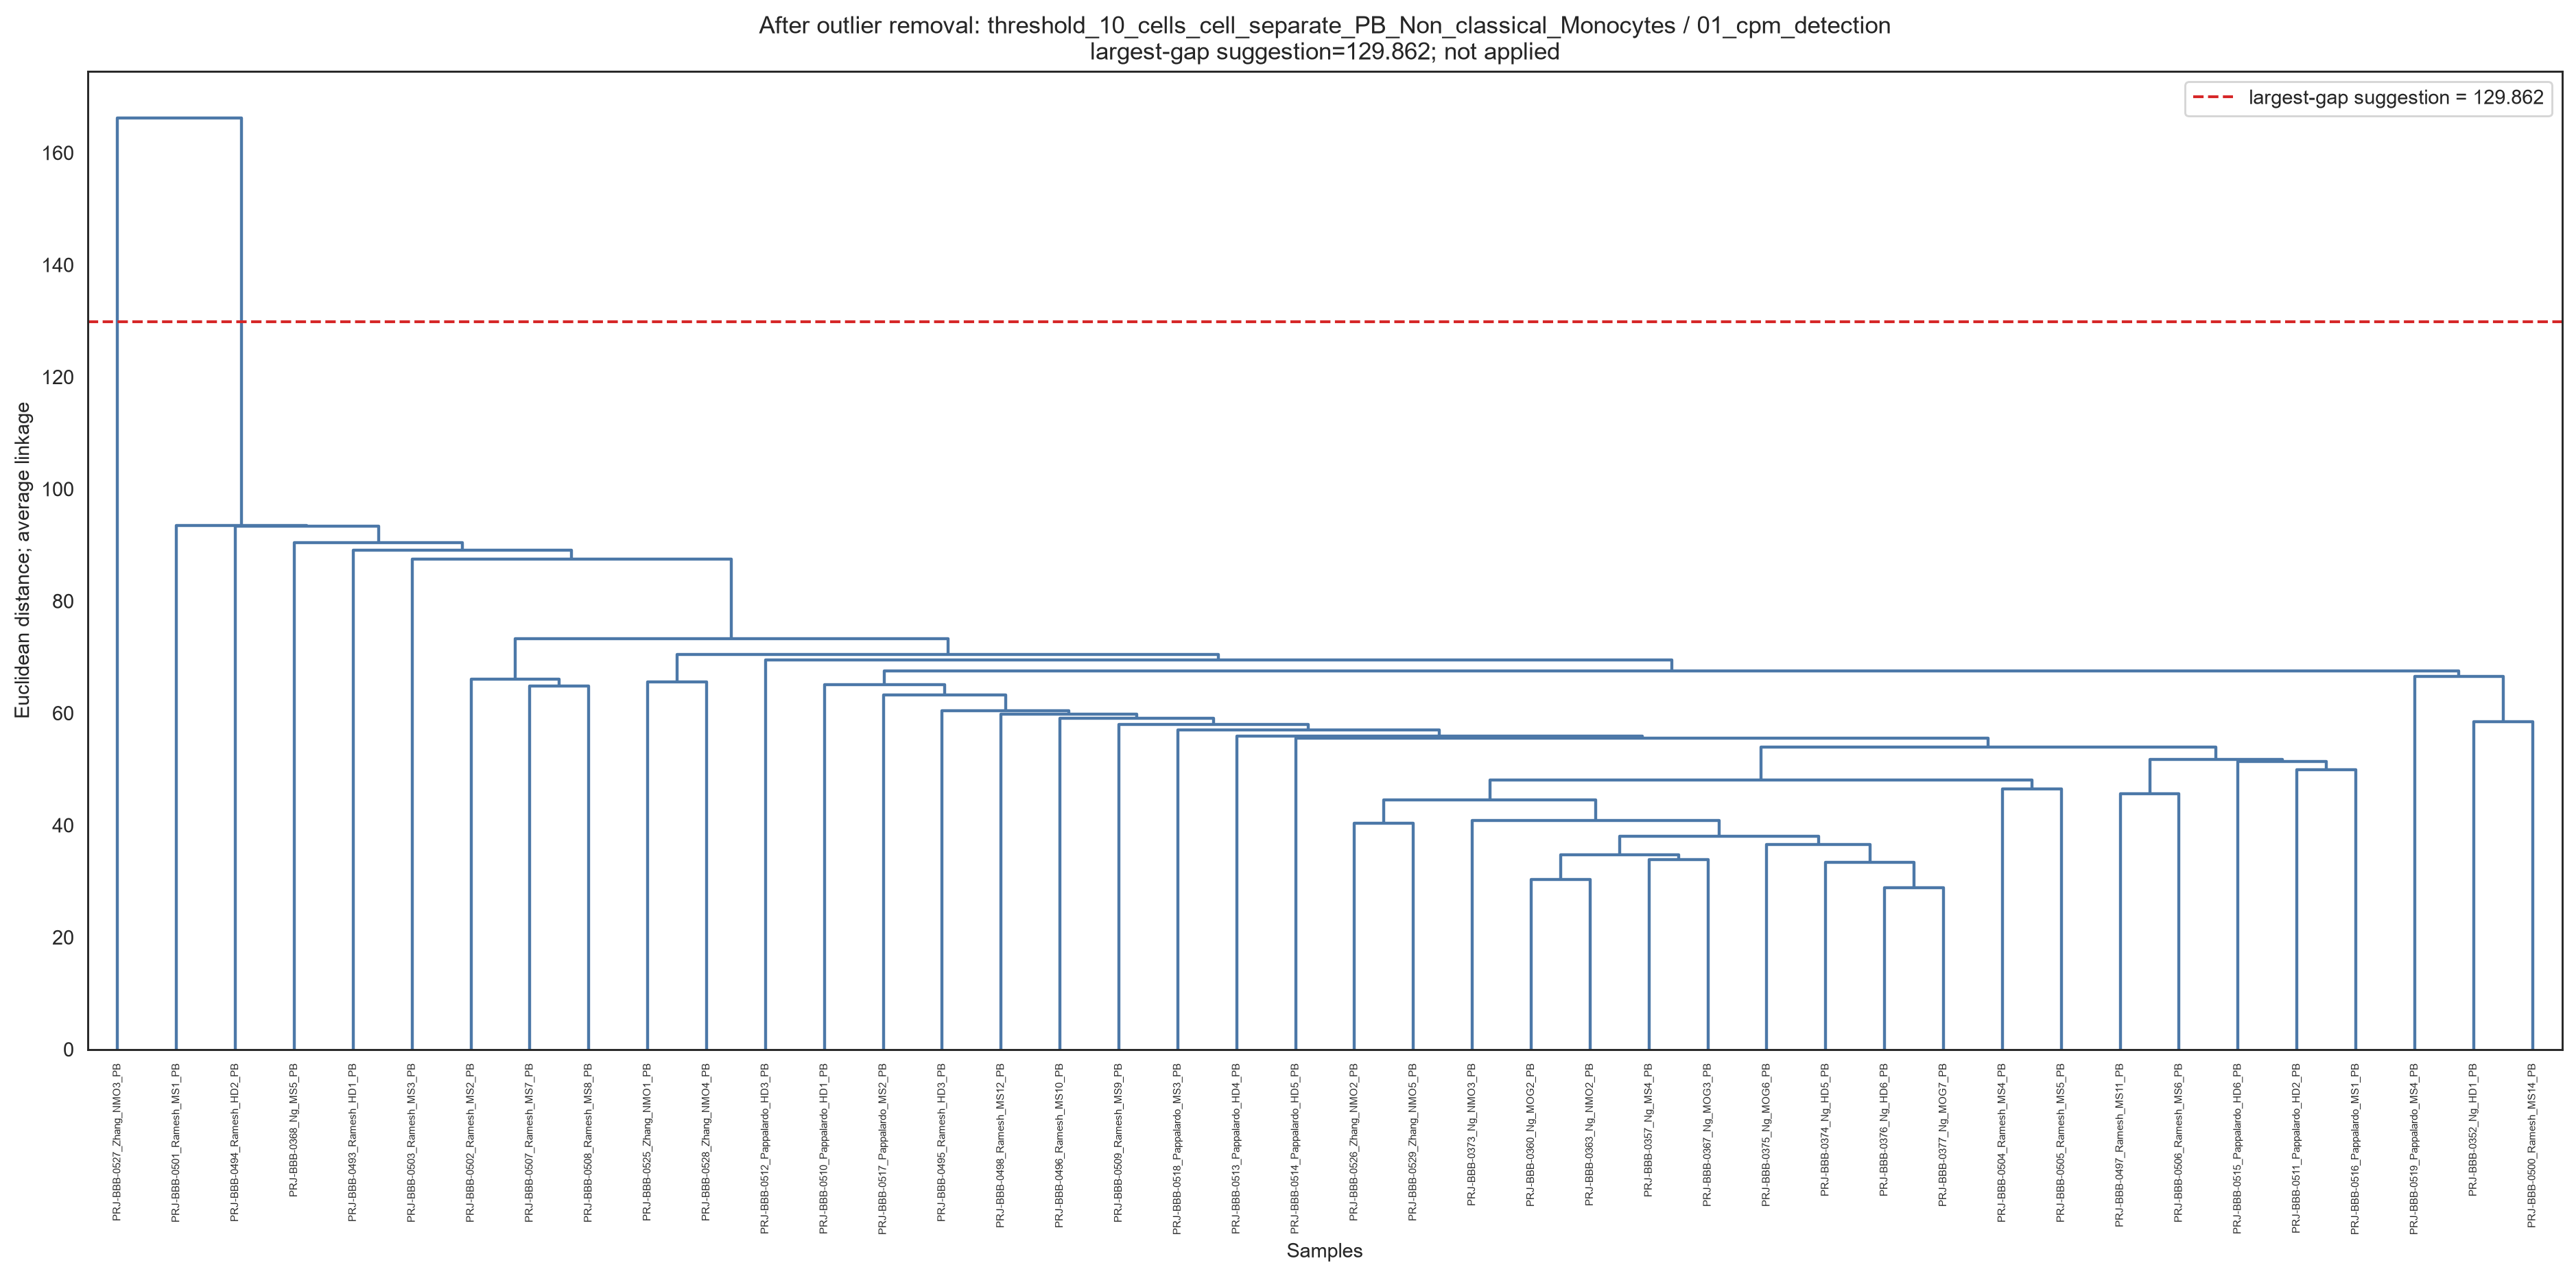 After outlier removal: threshold_10_cells_cell_separate_PB_Non_classical_Monocytes / 01_cpm_detection
largest-gap suggestion=129.862; not applied
largest-gap suggestion = 129.862
Euclidean distance; average linkage
160
140
120
100
80
60
40
20
0
PRJ-BBB-0527_Zhang_NMO3_PB
PRJ-BBB-0501_Ramesh_MS1_PB
PRJ-BBB-0494_Ramesh_HD2_PB
PRJ-BBB-0368_Ng_MS5_PB
PRJ-BBB-0493_Ramesh_HD1_PB
PRJ-BBB-0503_Ramesh_MS3_PB
PRJ-BBB-0502_Ramesh_MS2_PB
PRJ-BBB-0507_Ramesh_MS7_PB
PRJ-BBB-0508_Ramesh_MS8_PB
PRJ-BBB-0525_Zhang_NMO1_PB
PRJ-BBB-0528_Zhang_NMO4_PB
PRJ-BBB-0512_Pappalardo_HD3_PB
PRJ-BBB-0510_Pappalardo_HD1_PB
PRJ-BBB-0517_Pappalardo_MS2_PB
PRJ-BBB-0495_Ramesh_HD3_PB
PRJ-BBB-0498_Ramesh_MS12_PB
PRJ-BBB-0496_Ramesh_MS10_PB
PRJ-BBB-0509_Ramesh_MS9_PB
PRJ-BBB-0518_Pappalardo_MS3_PB
PRJ-BBB-0513_Pappalardo_HD4_PB
PRJ-BBB-0514_Pappalardo_HD5_PB
PRJ-BBB-0526_Zhang_NMO2_PB
PRJ-BBB-0529_Zhang_NMO5_PB
PRJ-BBB-0373_Ng_NMO3_PB
PRJ-BBB-0360_Ng_MOG2_PB
PRJ-BBB-0363_Ng_NMO2_PB
PRJ-BBB-0357_Ng_MS4_PB
PRJ-BBB-0367_Ng_MOG3_PB
PRJ-BBB-0375_Ng_MOG6_PB
PRJ-BBB-0374_Ng_HD5_PB
PRJ-BBB-0376_Ng_HD6_PB
PRJ-BBB-0377_Ng_MOG7_PB
PRJ-BBB-0504_Ramesh_MS4_PB
PRJ-BBB-0505_Ramesh_MS5_PB
PRJ-BBB-0497_Ramesh_MS11_PB
PRJ-BBB-0506_Ramesh_MS6_PB
PRJ-BBB-0515_Pappalardo_HD6_PB
PRJ-BBB-0511_Pappalardo_HD2_PB
PRJ-BBB-0516_Pappalardo_MS1_PB
PRJ-BBB-0519_Pappalardo_MS4_PB
PRJ-BBB-0352_Ng_HD1_PB
PRJ-BBB-0500_Ramesh_MS14_PB
Samples